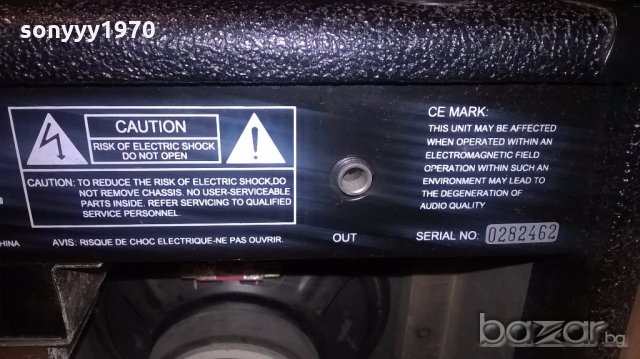 sonyyy1970
CAUTION
RISK OF ELECTRIC SHOCK
DO NOT OPEN
CAUTION: TO REDUCE THE RISK OF ELECTRIC SHOCK,DO
NOT REMOVE CHASSIS. NO USER-SERVICEABLE
PARTS INSIDE. REFER SERVICING TO QUALIFIED
SERVICE PERSONNEL.
CHINA
AVIS: RISQUE DE CHOC ELECTRIQUE-NE PAS OUVRIR.
OUT
CE MARK:
THIS UNIT MAY BE AFFECTED
WHEN OPERATED WITHIN AN
ELECTROMAGNETIC FIELD
OPERATION WITHIN SUCH AN
ENVIRONMENT MAY LEAD TO
THE DEGENERATION OF
AUDIO QUALITY
SERIAL NO: 0282462
bazar.bg